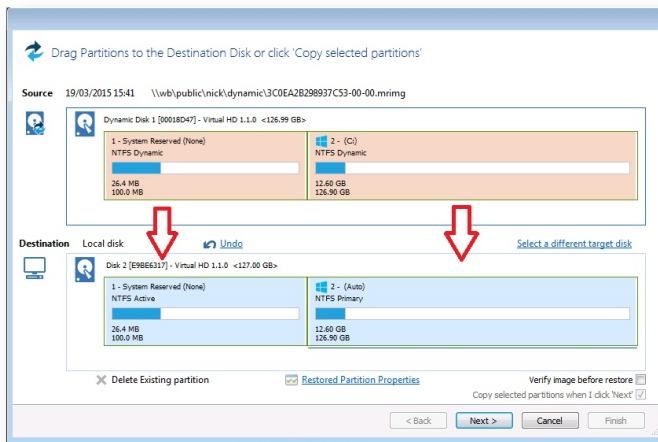 Drag Partitions to the Destination Disk or click 'Copy selected partitions'
Source 19/03/2015 15:41 \\wb\public\nick\dynamic\3C0EA2B298937C53-00-00.mrimg
Dynamic Disk 1 [00018D47] - Virtual HD 1.1.0 <126.99 GB>
1 - System Reserved (None)
NTFS Dynamic
26.4 MB
100.0 MB
2 - (C:)
NTFS Dynamic
12.60 GB
126.90 GB
Destination Local disk Undo Select a different target disk
Disk 2 [E9BE6317] - Virtual HD 1.1.0 <127.00 GB>
1 - System Reserved (None)
NTFS Active
26.4 MB
100.0 MB
2 - (Auto)
NTFS Primary
12.60 GB
126.90 GB
Delete Existing partition Restored Partition Properties Verify image before restore
Copy selected partitions when I click 'Next'
< Back Next > Cancel Finish